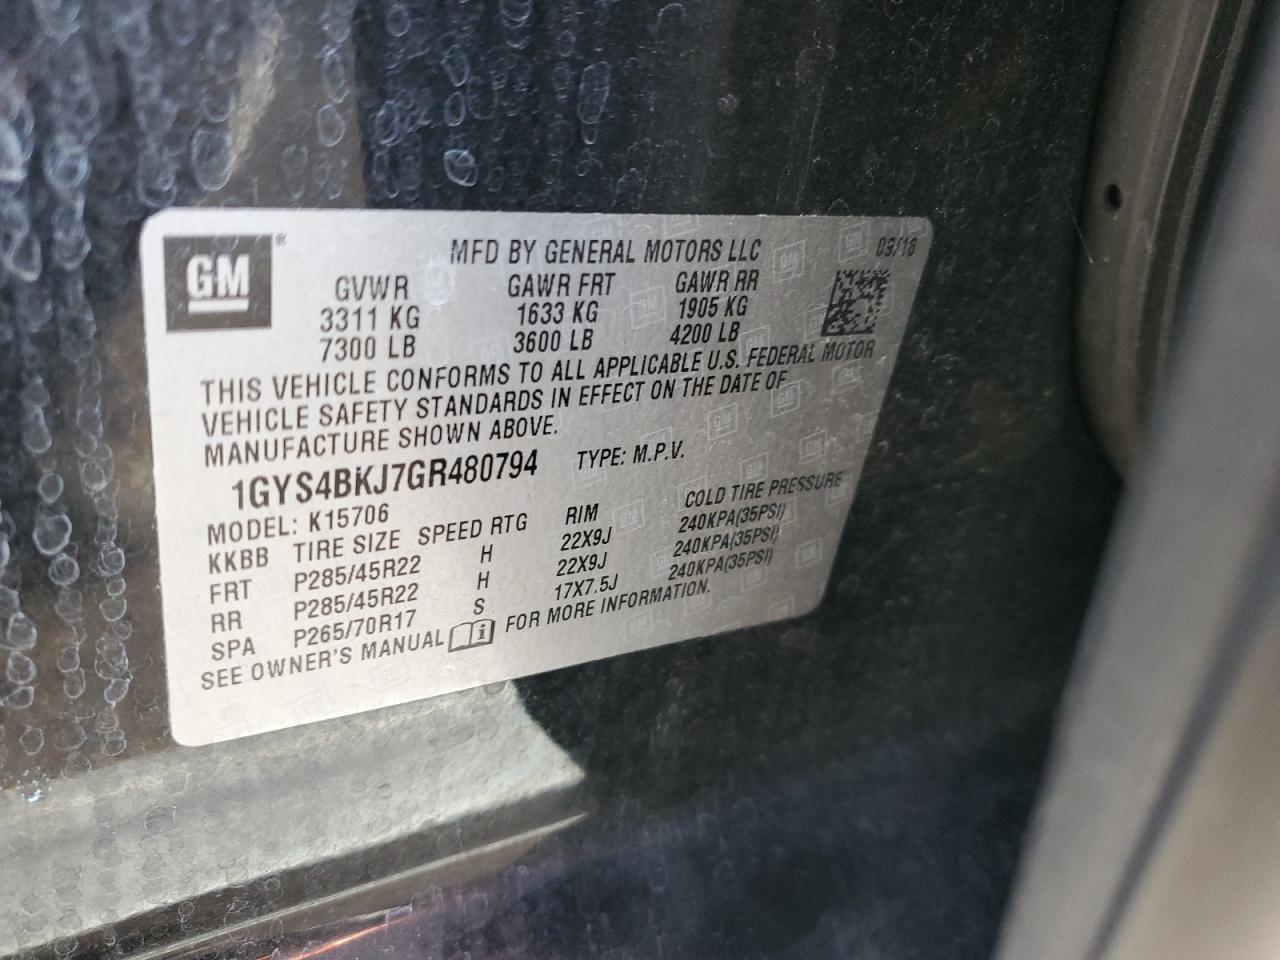 GM ®
MFD BY GENERAL MOTORS LLC 09/16
GVWR GAWR FRT GAWR RR
3311 KG 1633 KG 1905 KG
7300 LB 3600 LB 4200 LB
THIS VEHICLE CONFORMS TO ALL APPLICABLE U.S. FEDERAL MOTOR
VEHICLE SAFETY STANDARDS IN EFFECT ON THE DATE OF
MANUFACTURE SHOWN ABOVE.
1GYS4BKJ7GR480794 TYPE: M.P.V.
MODEL: K15706
KKBB TIRE SIZE SPEED RTG RIM COLD TIRE PRESSURE
FRT P285/45R22 H 22X9J 240KPA(35PSI)
RR P285/45R22 H 22X9J 240KPA(35PSI)
SPA P265/70R17 S 17X7.5J 240KPA(35PSI)
SEE OWNER'S MANUAL FOR MORE INFORMATION.